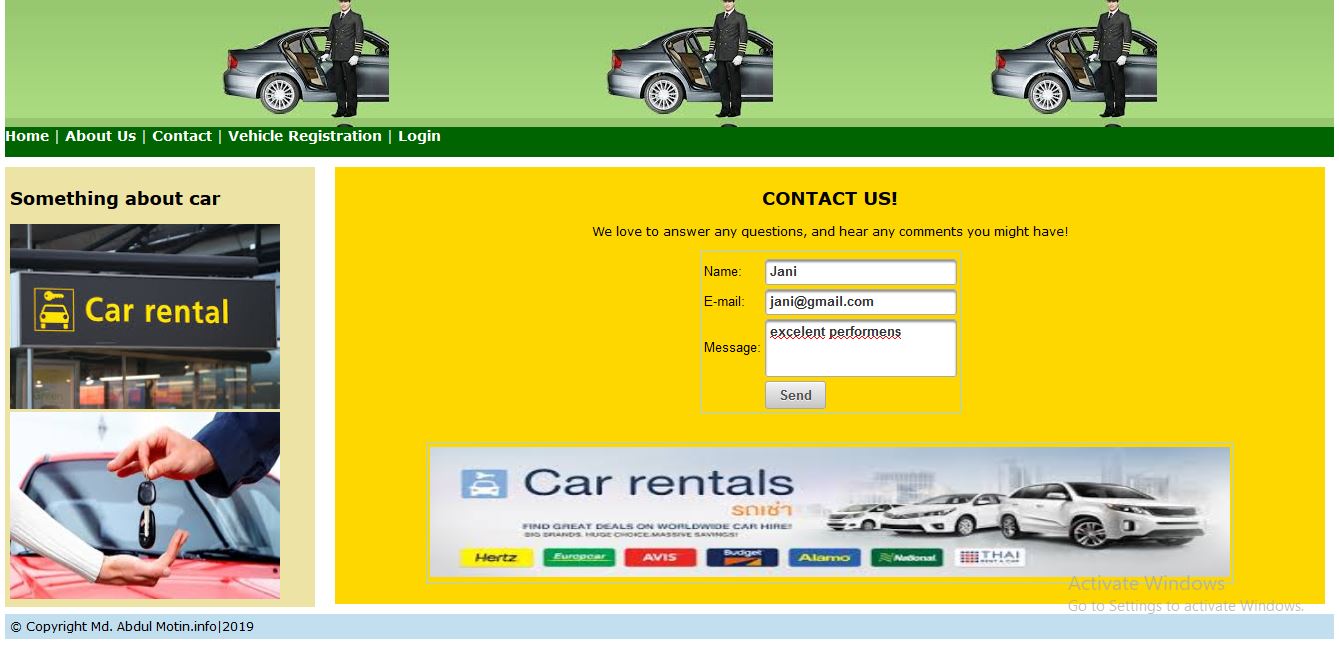 Home | About Us | Contact | Vehicle Registration | Login
Something about car
Car rental
CONTACT US!
We love to answer any questions, and hear any comments you might have!
Name: Jani
E-mail: jani@gmail.com
Message: excelent performens
Send
Car rentals
รถเช่า
FIND GREAT DEALS ON WORLDWIDE CAR HIRE!
BIG BRANDS. HUGE CHOICE.MASSIVE SAVINGS!
Hertz Europcar AVIS Budget Alamo National THAI RENT A CAR
Activate Windows
Go to Settings to activate Windows.
© Copyright Md. Abdul Motin.info|2019